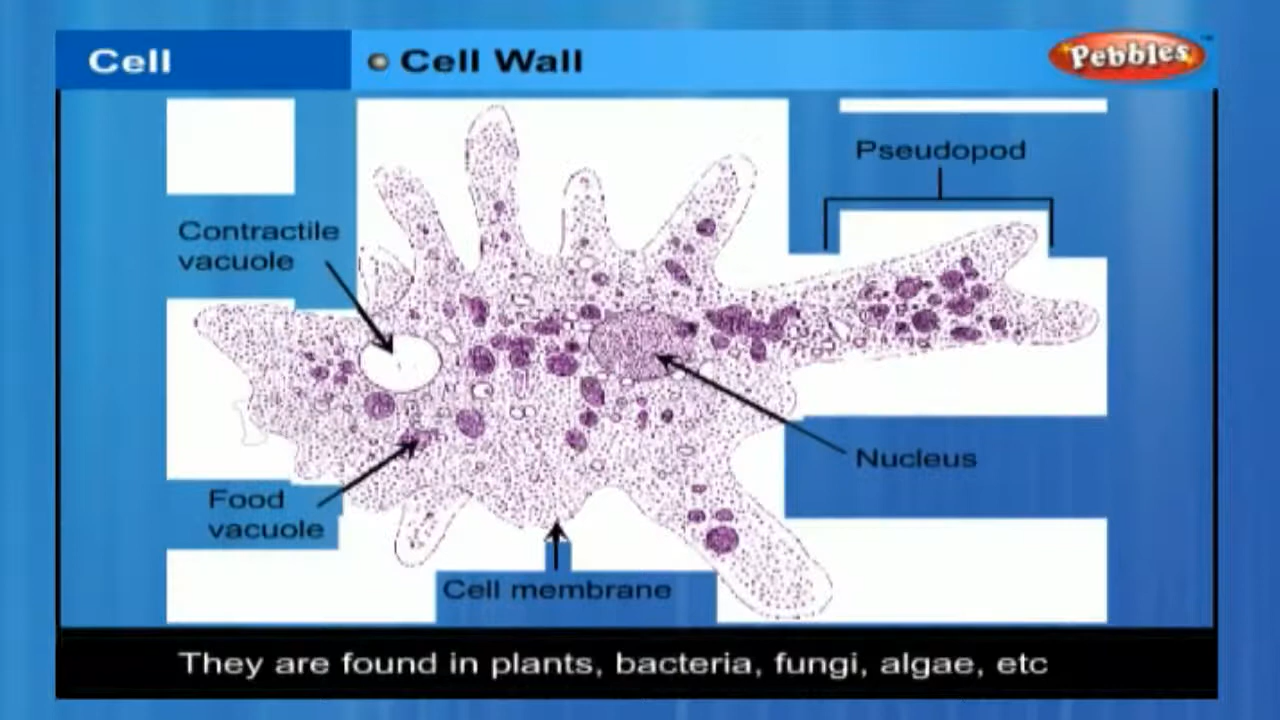 Cell
Cell Wall
Pebbles
™
Pseudopod
Contractile
vacuole
Nucleus
Food
vacuole
Cell membrane
They are found in plants, bacteria, fungi, algae, etc